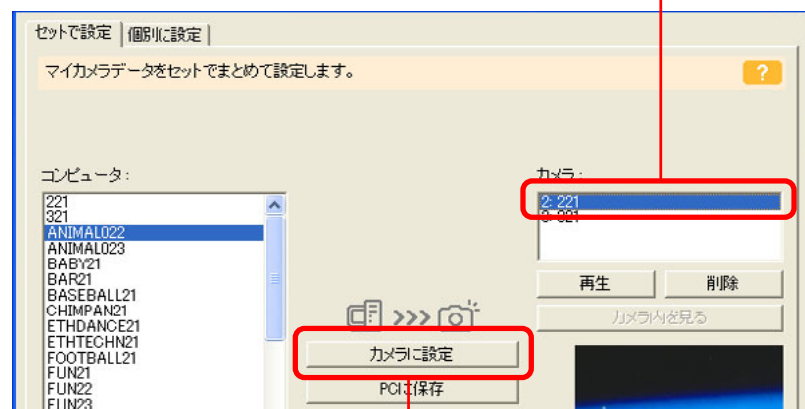 セットで設定
個別に設定
マイカメラデータをセットでまとめて設定します。
?
コンピュータ:
221
321
ANIMAL022
ANIMAL023
BABY21
BAR21
BASEBALL21
CHIMPAN21
ETHDANCE21
ETHTECHN21
FOOTBALL21
FUN21
FUN22
FUN23
>>>
カメラに設定
PCに保存
カメラ:
2: 221
3: 321
再生
削除
カメラ内を見る